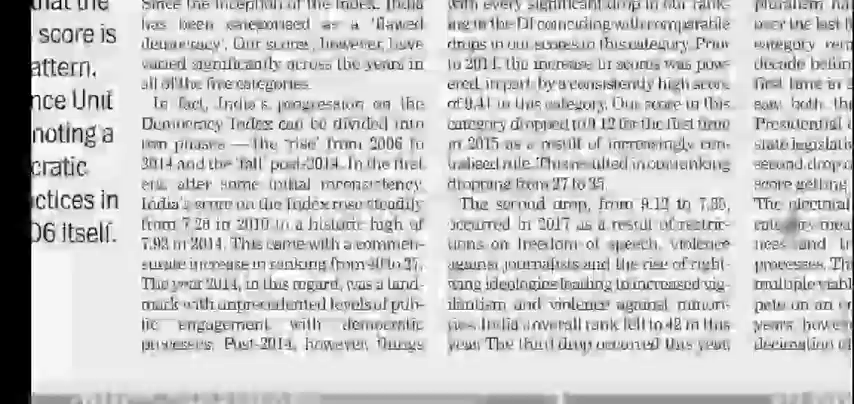 that the
score is
attern.
nce Unit
noting a
cratic
ctices in
06 itself.
Since the inception of the Index, India
has been categorised as a 'flawed
democracy'. Our scores, however, have
varied significantly across the years in
all of the five categories.
In fact, India's progression on the
Democracy Index can be divided into
two phases — the 'rise' from 2006 to
2014 and the 'fall' post-2014. In the first
era, after some initial inconsistency,
India's score on the Index rose steadily
from 7.28 in 2010 to a historic high of
7.92 in 2014. This came with a commen-
surate increase in ranking from 40 to 27.
The year 2014, in this regard, was a land-
mark with unprecedented levels of pub-
lic engagement with democratic
processes. Post-2014, however, things
with every significant drop in our rank-
ing in the DI coinciding with comparable
drops in our scores in this category. Prior
to 2014, the increase in scores was pow-
ered, in part, by a consistently high score
of 9.41 in this category. Our score in this
category dropped to 9.12 for the first time
in 2015 as a result of increasingly
rule. This resulted in our ranking
dropping from 27 to 35.
The second drop, from 9.12 to 7.35,
occurred in 2017 as a result of restric-
tions on freedom of speech, violence
against journalists and the rise of right-
wing ideologies leading to increased vig-
ilantism and violence against minori-
ties. India's overall rank fell to 42 in this
year. The third drop occurred this year,
pluralism
over the last
category
decade
first time in
saw both the
Presidential
state
second drop
score getting
The electoral
category
ness and
processes. Th
multiple viabl
pete on an
years, howev
decimation of